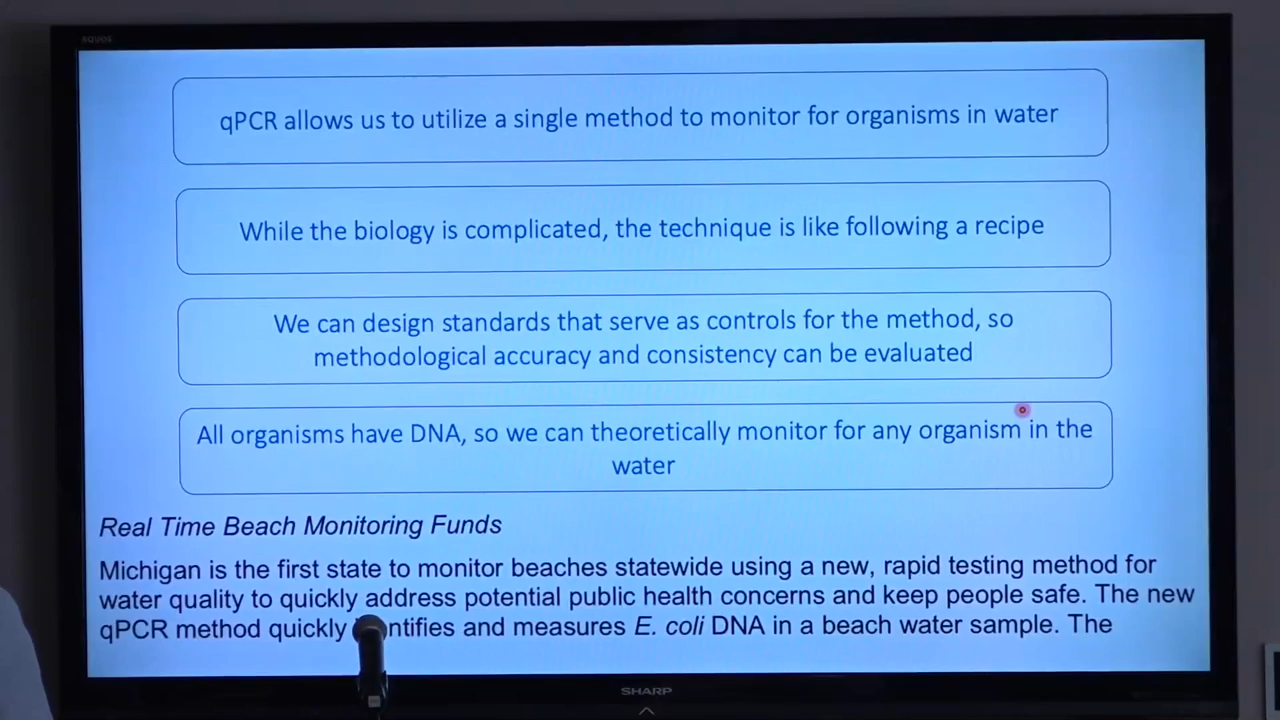 qPCR allows us to utilize a single method to monitor for organisms in water
While the biology is complicated, the technique is like following a recipe
We can design standards that serve as controls for the method, so
methodological accuracy and consistency can be evaluated
All organisms have DNA, so we can theoretically monitor for any organism in the
water
Real Time Beach Monitoring Funds
Michigan is the first state to monitor beaches statewide using a new, rapid testing method for
water quality to quickly address potential public health concerns and keep people safe. The new
qPCR method quickly entifies and measures E. coli DNA in a beach water sample. The
SHARP